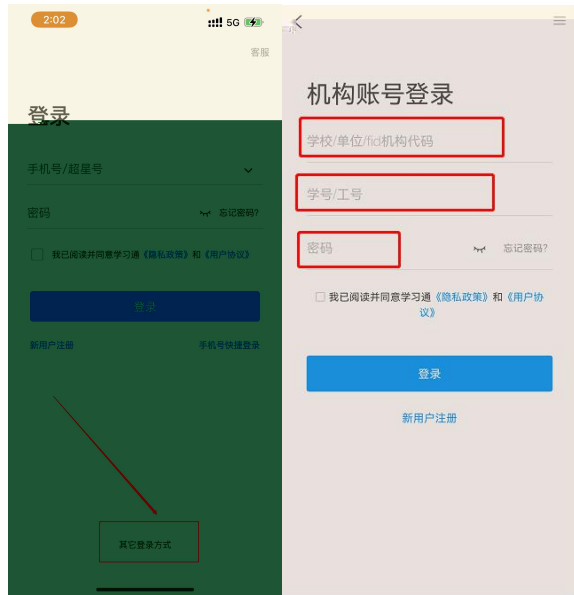 2:02
5G
客服
登录
手机号/超星号
密码
忘记密码?
我已阅读并同意学习通《隐私政策》和《用户协议》
登录
新用户注册
手机号快捷登录
其它登录方式
机构账号登录
学校/单位/fid机构代码
学号/工号
密码
忘记密码?
我已阅读并同意学习通《隐私政策》和《用户协
议》
登录
新用户注册